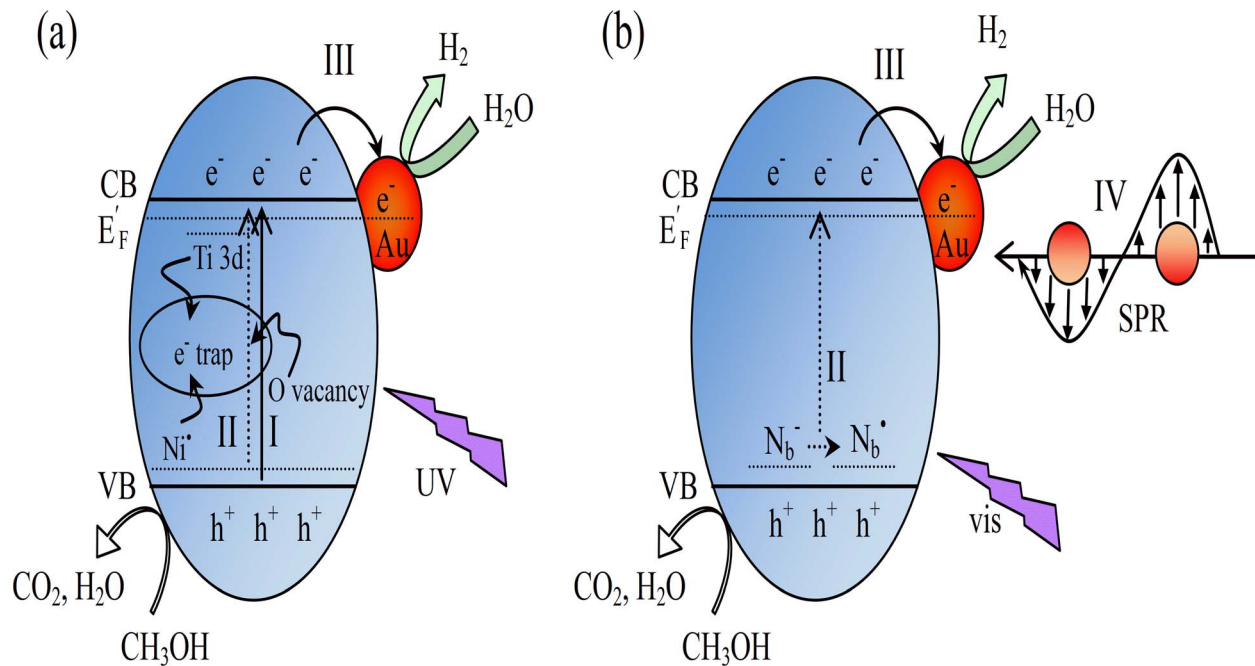 (a)
III
H₂
H₂O
e⁻ e⁻ e⁻
CB
E'F
e⁻
Au
Ti 3d
e⁻ trap
O vacancy
Ni•
II
I
UV
VB
h⁺ h⁺ h⁺
CO₂, H₂O
CH₃OH
(b)
III
H₂
H₂O
e⁻ e⁻ e⁻
CB
E'F
e⁻
Au
IV
SPR
II
Nb⁻
Nb•
vis
VB
h⁺ h⁺ h⁺
CO₂, H₂O
CH₃OH